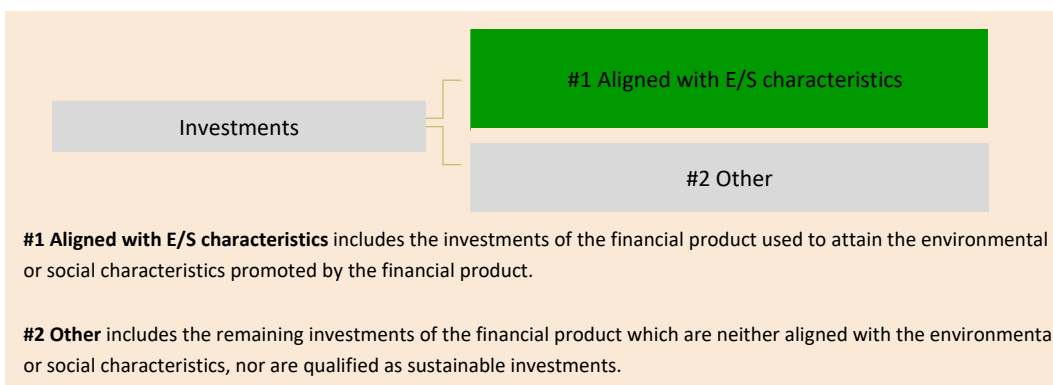 #1 Aligned with E/S characteristics
Investments
#2 Other
#1 Aligned with E/S characteristics includes the investments of the financial product used to attain the environmental
or social characteristics promoted by the financial product.
#2 Other includes the remaining investments of the financial product which are neither aligned with the environmenta
or social characteristics, nor are qualified as sustainable investments.